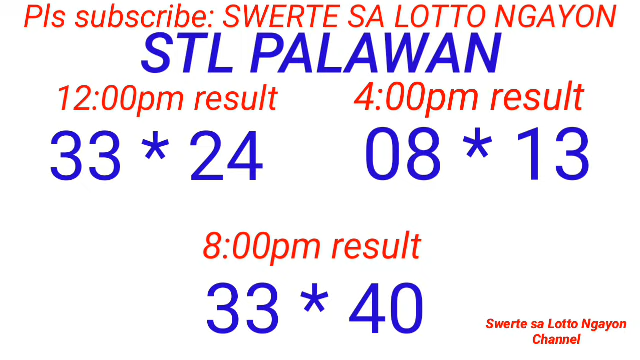 Pls subscribe: SWERTE SA LOTTO NGAYON
STL PALAWAN
12:00pm result
33 * 24
4:00pm result
08 * 13
8:00pm result
33 * 40
Swerte sa Lotto Ngayon
Channel